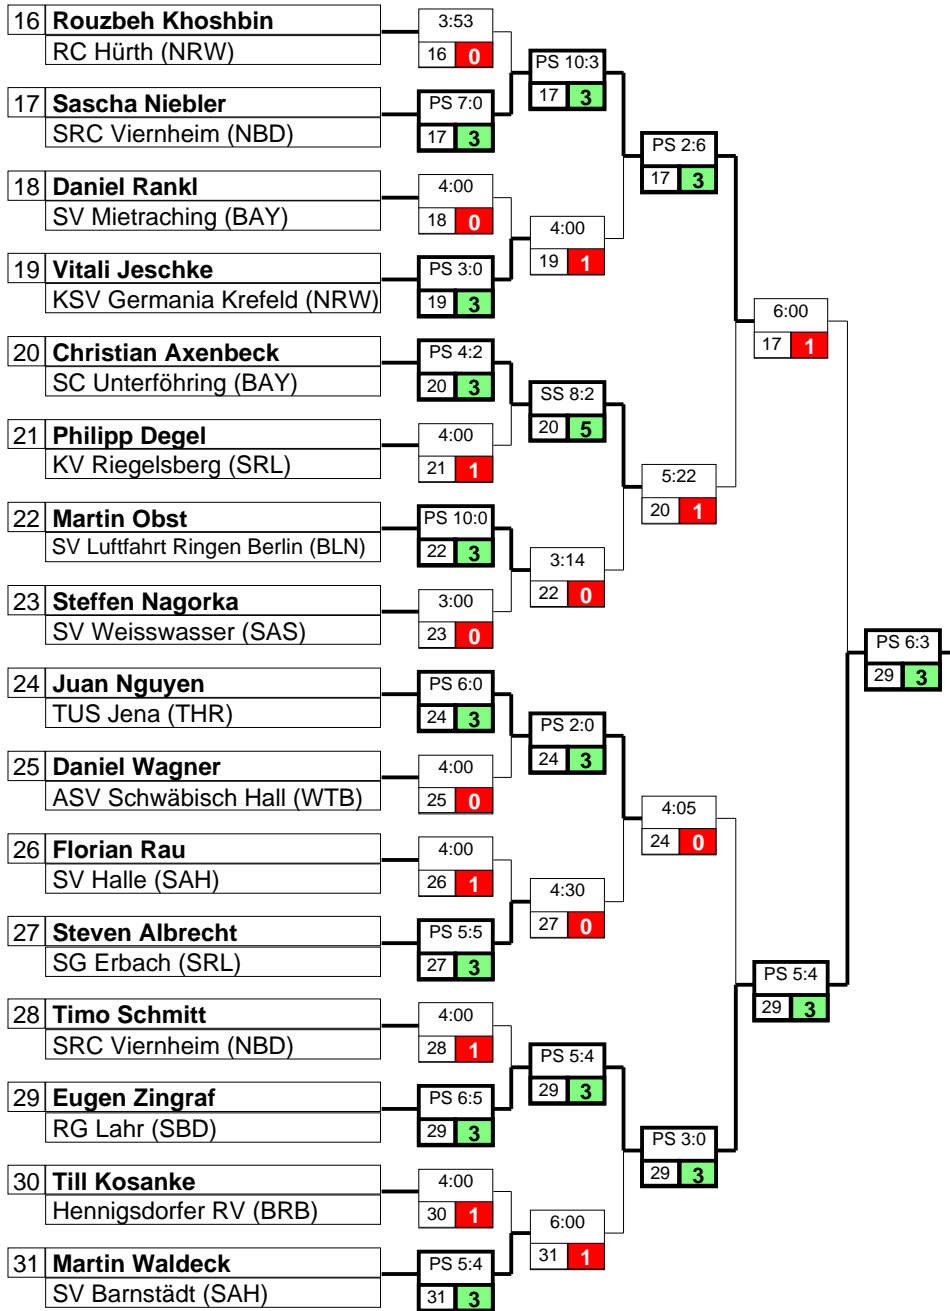 16 Rouzbeh Khoshbin
RC Hürth (NRW)
3:53
16 0
PS 10:3
17 3
17 Sascha Niebler
SRC Viernheim (NBD)
PS 7:0
17 3
PS 2:6
17 3
18 Daniel Rankl
SV Mietraching (BAY)
4:00
18 0
4:00
19 1
19 Vitali Jeschke
KSV Germania Krefeld (NRW)
PS 3:0
19 3
6:00
17 1
20 Christian Axenbeck
SC Unterföhring (BAY)
PS 4:2
20 3
SS 8:2
20 5
21 Philipp Degel
KV Riegelsberg (SRL)
4:00
21 1
5:22
20 1
22 Martin Obst
SV Luftfahrt Ringen Berlin (BLN)
PS 10:0
22 3
3:14
22 0
23 Steffen Nagorka
SV Weisswasser (SAS)
3:00
23 0
PS 6:3
29 3
24 Juan Nguyen
TUS Jena (THR)
PS 6:0
24 3
PS 2:0
24 3
25 Daniel Wagner
ASV Schwäbisch Hall (WTB)
4:00
25 0
4:05
24 0
26 Florian Rau
SV Halle (SAH)
4:00
26 1
4:30
27 0
27 Steven Albrecht
SG Erbach (SRL)
PS 5:5
27 3
PS 5:4
29 3
28 Timo Schmitt
SRC Viernheim (NBD)
4:00
28 1
PS 5:4
29 3
29 Eugen Zingraf
RG Lahr (SBD)
PS 6:5
29 3
PS 3:0
29 3
30 Till Kosanke
Hennigsdorfer RV (BRB)
4:00
30 1
6:00
31 1
31 Martin Waldeck
SV Barnstädt (SAH)
PS 5:4
31 3